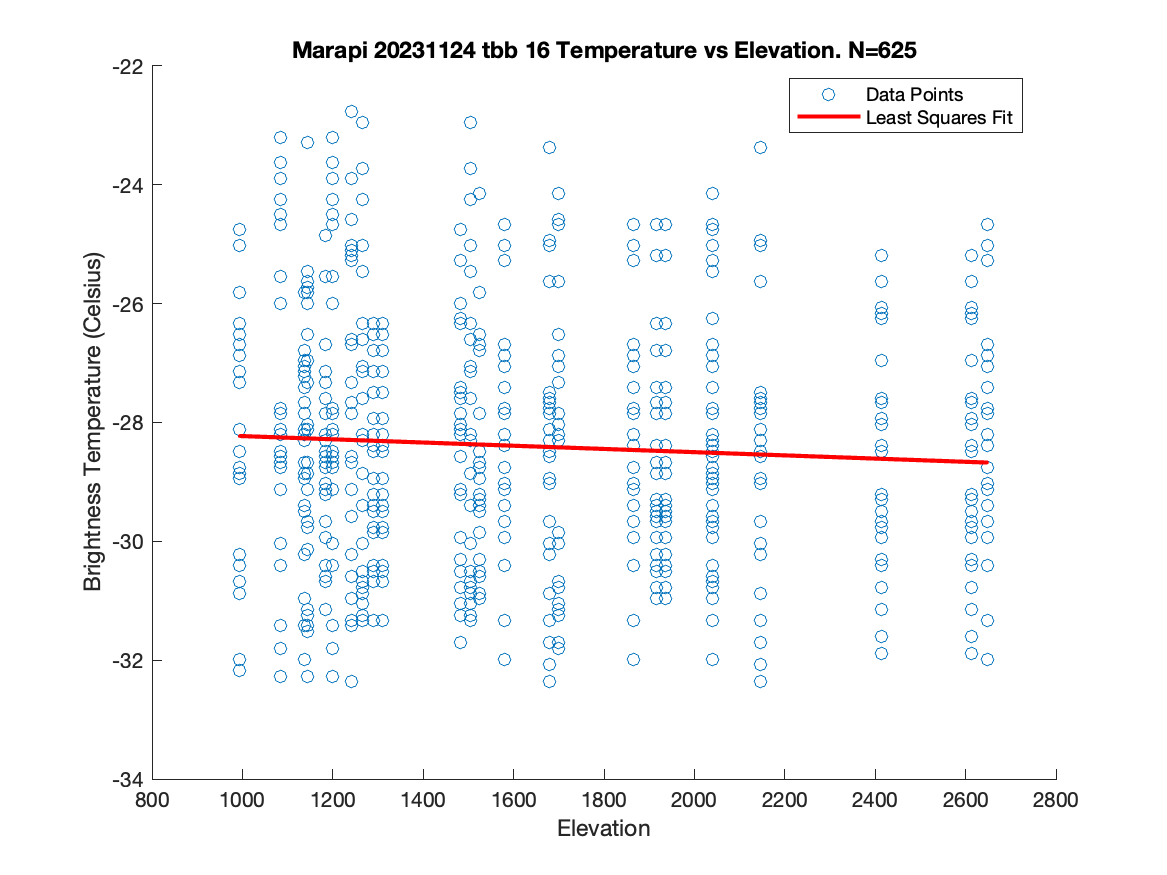 Marapi 20231124 tbb 16 Temperature vs Elevation. N=625
-22
Data Points
Least Squares Fit
-24
-26
-28
-30
-32
-34
Brightness Temperature (Celsius)
800 1000 1200 1400 1600 1800 2000 2200 2400 2600 2800
Elevation